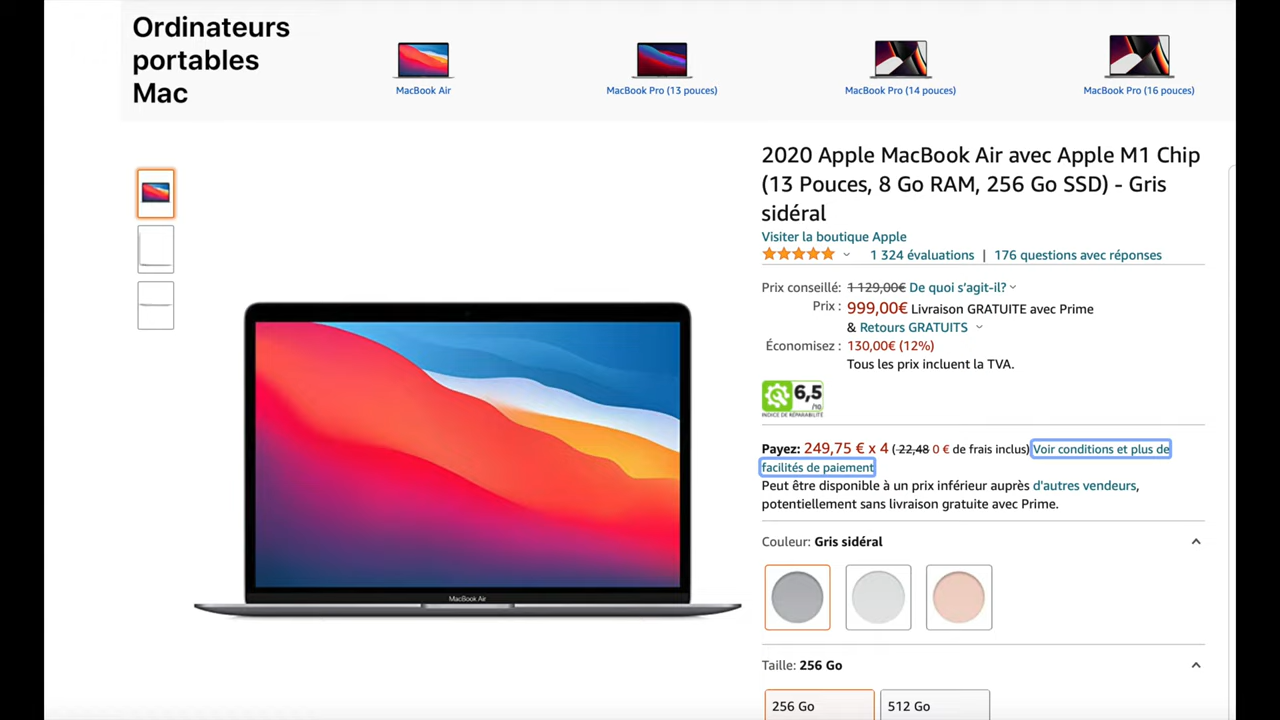 Ordinateurs
portables
Mac
MacBook Air
MacBook Pro (13 pouces)
MacBook Pro (14 pouces)
MacBook Pro (16 pouces)
2020 Apple MacBook Air avec Apple M1 Chip
(13 Pouces, 8 Go RAM, 256 Go SSD) - Gris
sidéral
Visiter la boutique Apple
1 324 évaluations | 176 questions avec réponses
Prix conseillé: 1 129,00€ De quoi s'agit-il?
Prix : 999,00€ Livraison GRATUITE avec Prime
& Retours GRATUITS
Économisez : 130,00€ (12%)
Tous les prix incluent la TVA.
6,5
/10
INDICE DE RÉPARABILITÉ
Payez: 249,75 € x 4 ( 22,48 0 € de frais inclus) Voir conditions et plus de
facilités de paiement
Peut être disponible à un prix inférieur auprès d'autres vendeurs,
potentiellement sans livraison gratuite avec Prime.
Couleur: Gris sidéral
MacBook Air
Taille: 256 Go
256 Go
512 Go